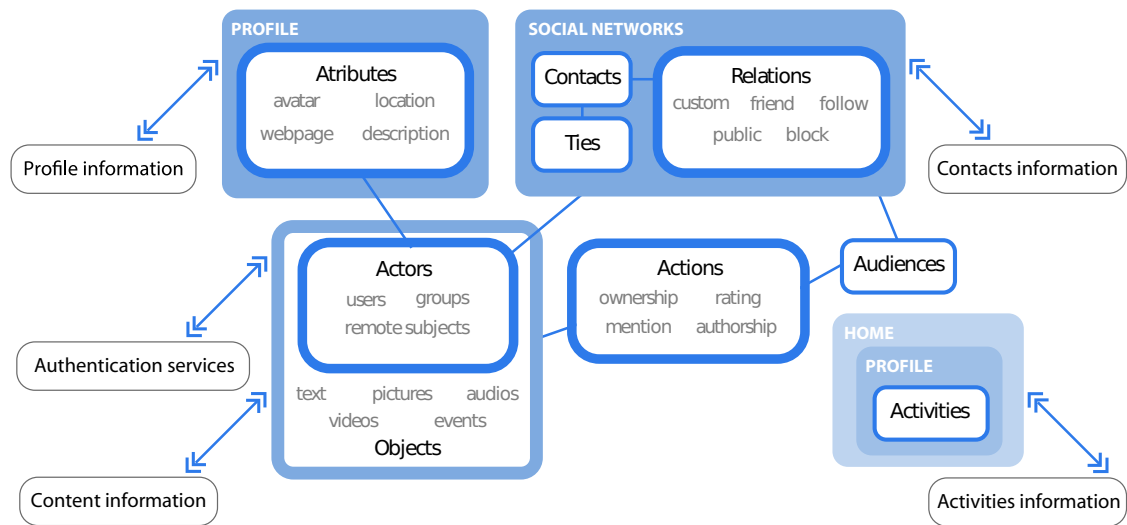 PROFILE
Atributes
avatar location
webpage description
SOCIAL NETWORKS
Contacts
Ties
Relations
custom friend follow
public block
Profile information
Contacts information
Actors
users groups
remote subjects
text pictures audios
videos events
Objects
Actions
ownership rating
mention authorship
Audiences
Authentication services
Content information
HOME
PROFILE
Activities
Activities information